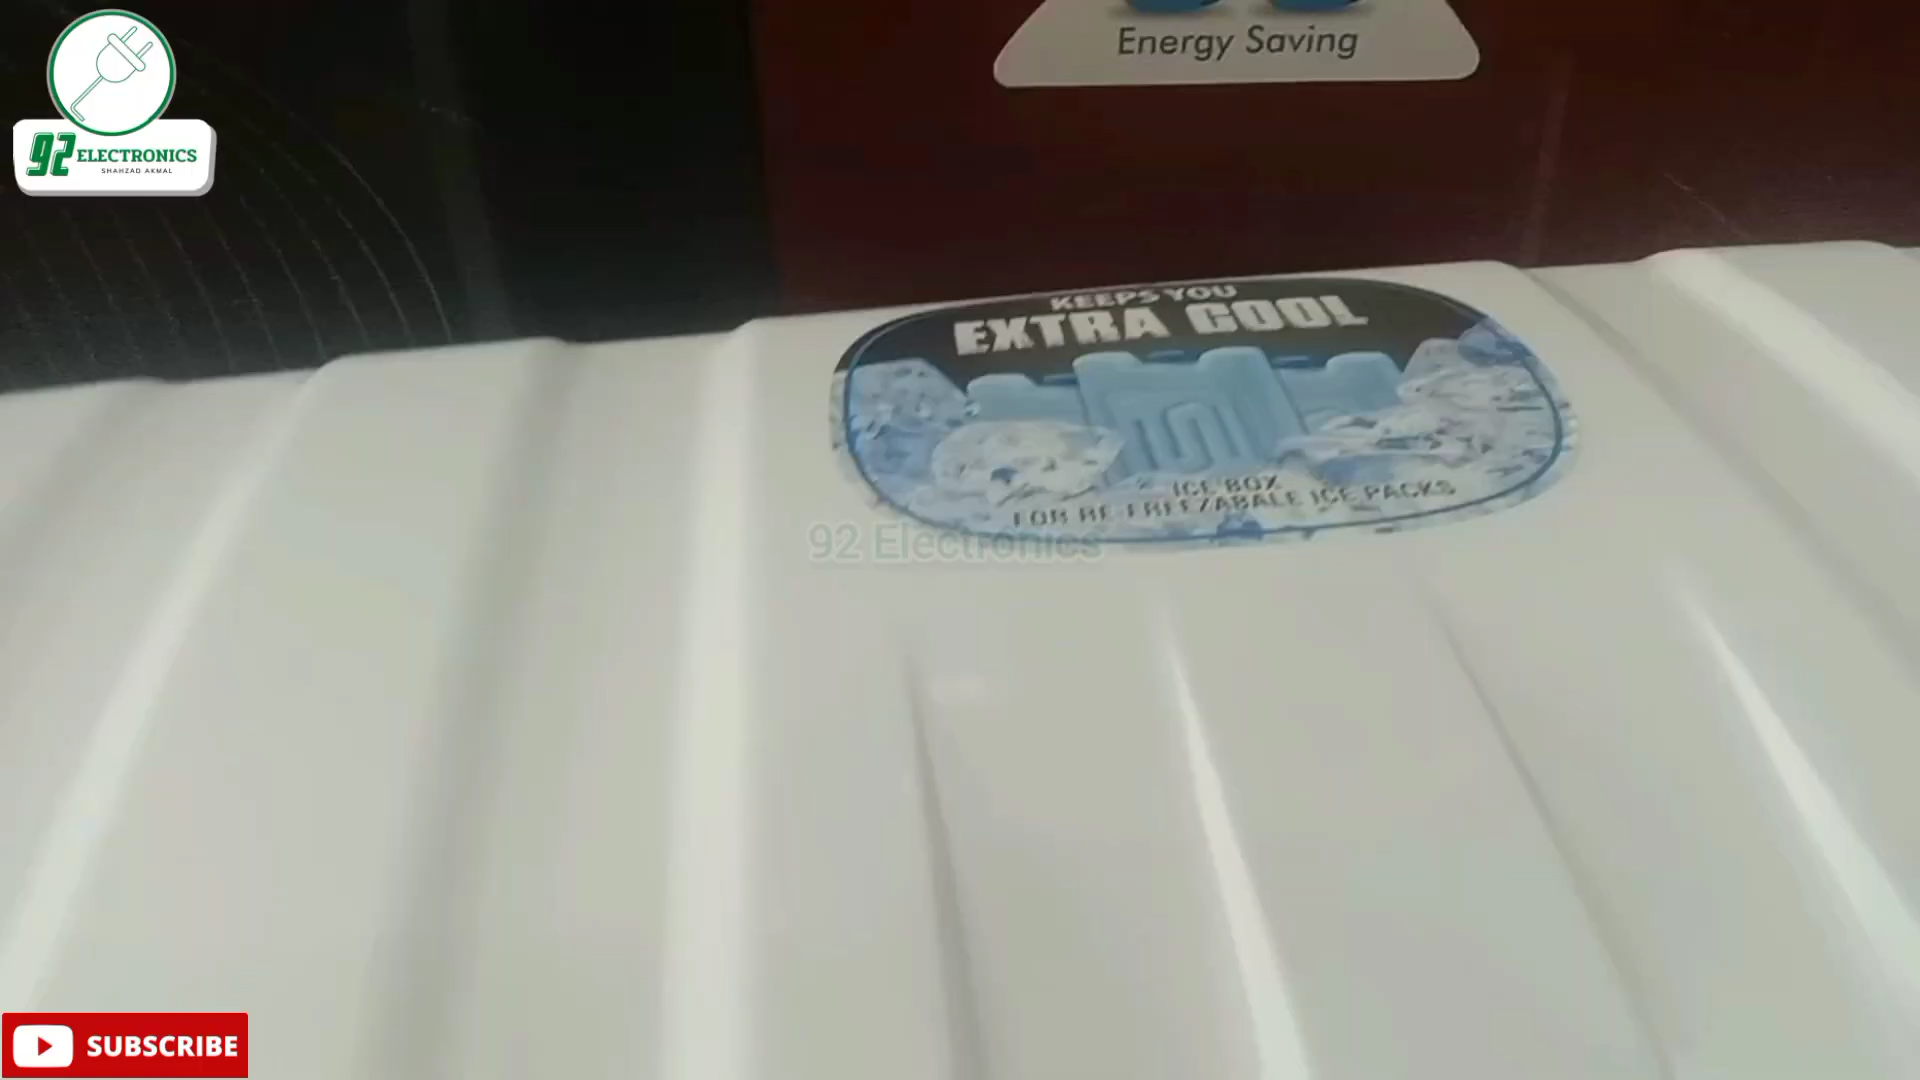 Energy Saving
92 ELECTRONICS
SHAHZAD AKMAL
KEEPS YOU
EXTRA COOL
ICE BOX
FOR RE-FREEZABALE ICE PACKS
92 Electronics
SUBSCRIBE